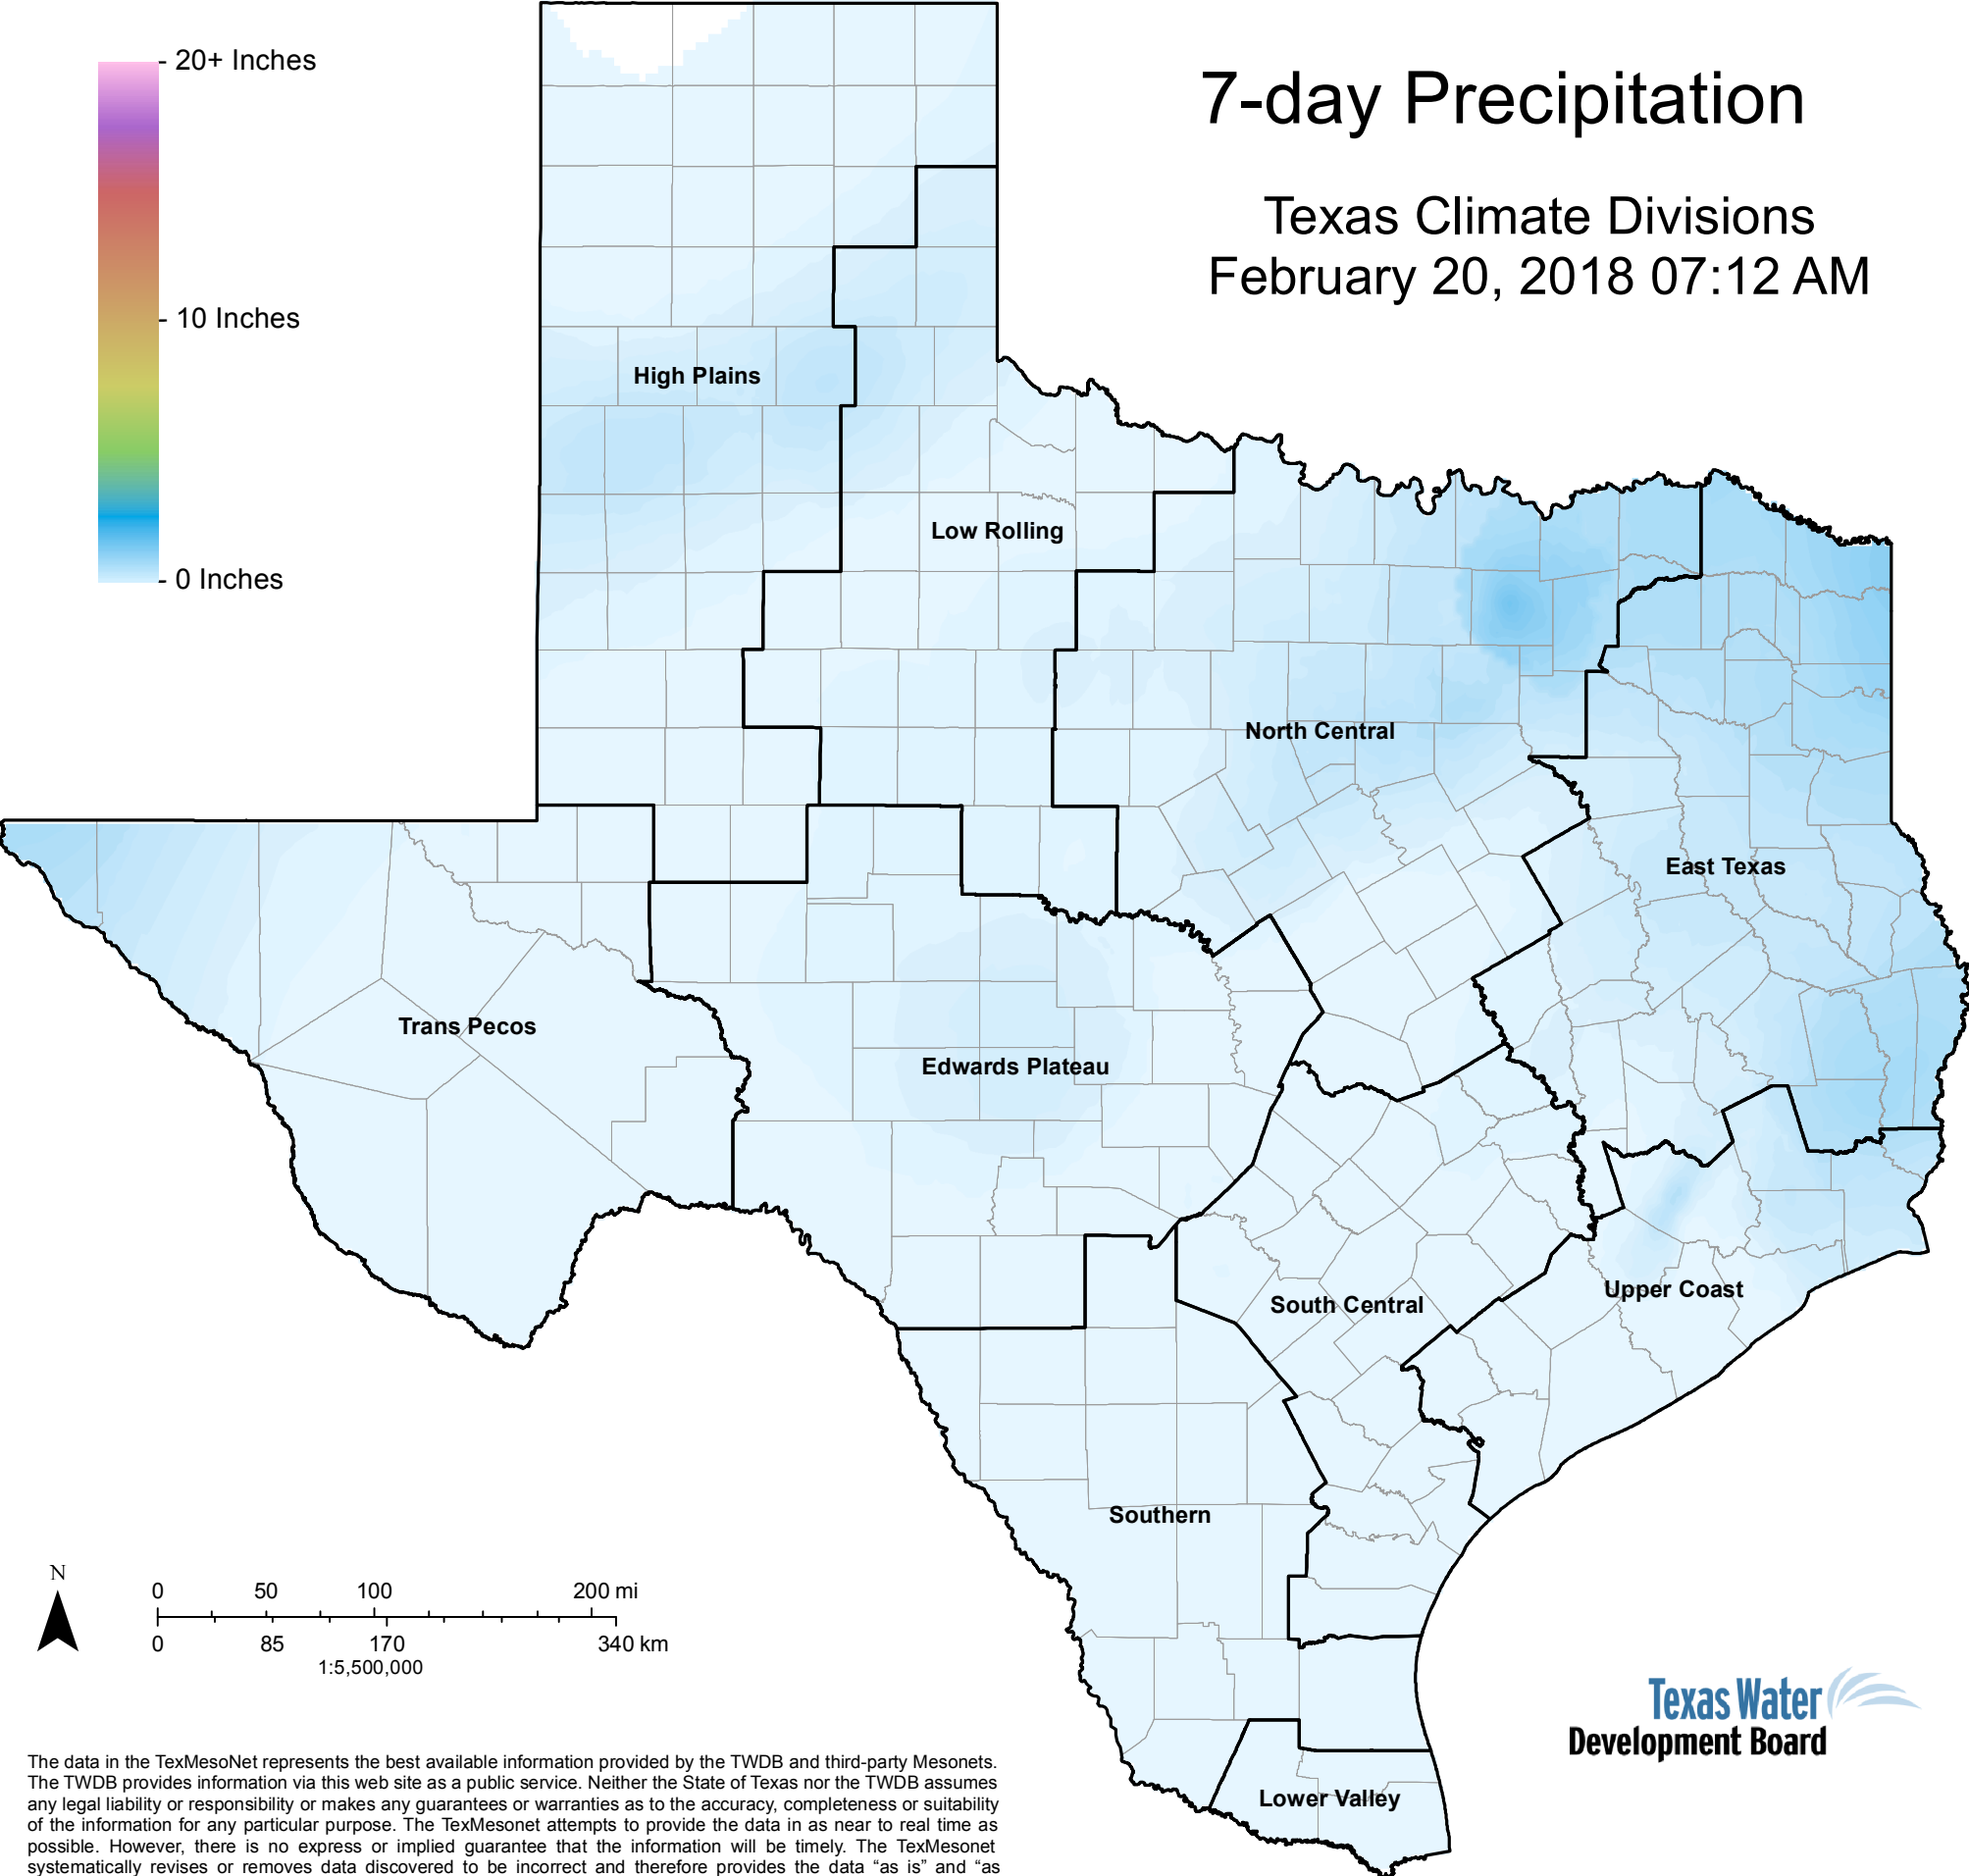 20+ Inches
10 Inches
0 Inches
7-day Precipitation
Texas Climate Divisions
February 20, 2018 07:12 AM
High Plains
Low Rolling
North Central
East Texas
Trans Pecos
Edwards Plateau
Upper Coast
South Central
Southern
Lower Valley
N
0 50 100 200 mi
0 85 170 340 km
1:5,500,000
Texas Water
Development Board
The data in the TexMesoNet represents the best available information provided by the TWDB and third-party Mesonets.
The TWDB provides information via this web site as a public service. Neither the State of Texas nor the TWDB assumes
any legal liability or responsibility or makes any guarantees or warranties as to the accuracy, completeness or suitability
of the information for any particular purpose. The TexMesonet attempts to provide the data in as near to real time as
possible. However, there is no express or implied guarantee that the information will be timely. The TexMesonet
systematically revises or removes data discovered to be incorrect and therefore provides the data “as is” and “as